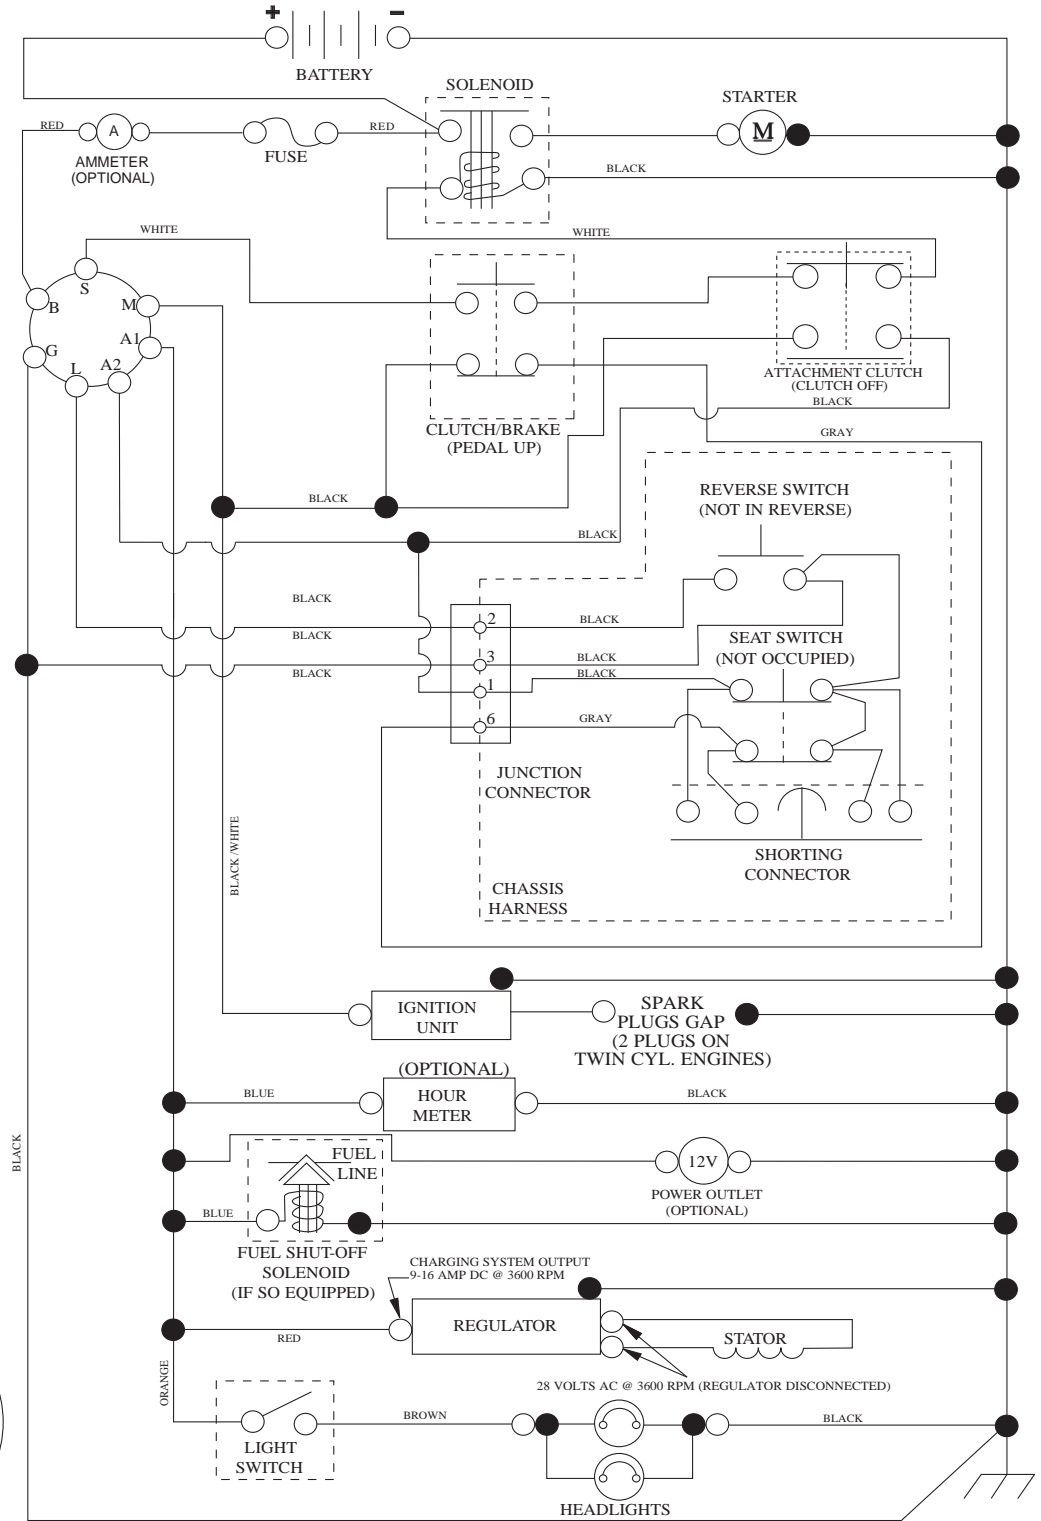 + −
BATTERY
SOLENOID
STARTER
RED
A
RED
M
AMMETER
(OPTIONAL)
FUSE
BLACK
WHITE
WHITE
S
B
M
G
A1
L
A2
ATTACHMENT CLUTCH
(CLUTCH OFF)
BLACK
CLUTCH/BRAKE
(PEDAL UP)
GRAY
BLACK
REVERSE SWITCH
(NOT IN REVERSE)
BLACK
BLACK
2
BLACK
BLACK
SEAT SWITCH
(NOT OCCUPIED)
3
BLACK
BLACK
BLACK
1
6
GRAY
JUNCTION
CONNECTOR
BLACK /WHITE
SHORTING
CONNECTOR
CHASSIS
HARNESS
IGNITION
UNIT
SPARK
PLUGS GAP
(2 PLUGS ON
TWIN CYL. ENGINES)
(OPTIONAL)
HOUR
METER
BLUE
BLACK
BLACK
FUEL
LINE
12V
POWER OUTLET
(OPTIONAL)
BLUE
FUEL SHUT-OFF
SOLENOID
(IF SO EQUIPPED)
CHARGING SYSTEM OUTPUT
9-16 AMP DC @ 3600 RPM
REGULATOR
STATOR
RED
28 VOLTS AC @ 3600 RPM (REGULATOR DISCONNECTED)
ORANGE
BROWN
BLACK
LIGHT
SWITCH
HEADLIGHTS